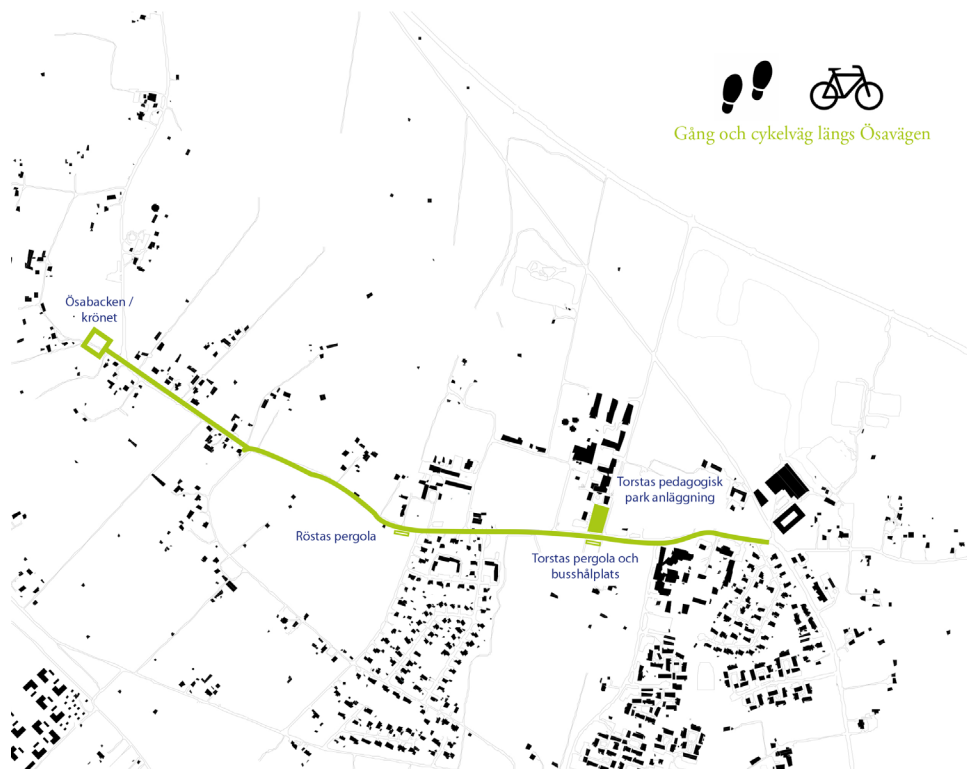 Gång och cykelväg längs Ösavägen
Ösabacken /
krönet
Torstas pedagogisk
park anläggning
Röstas pergola
Torstas pergola och
busshålplats